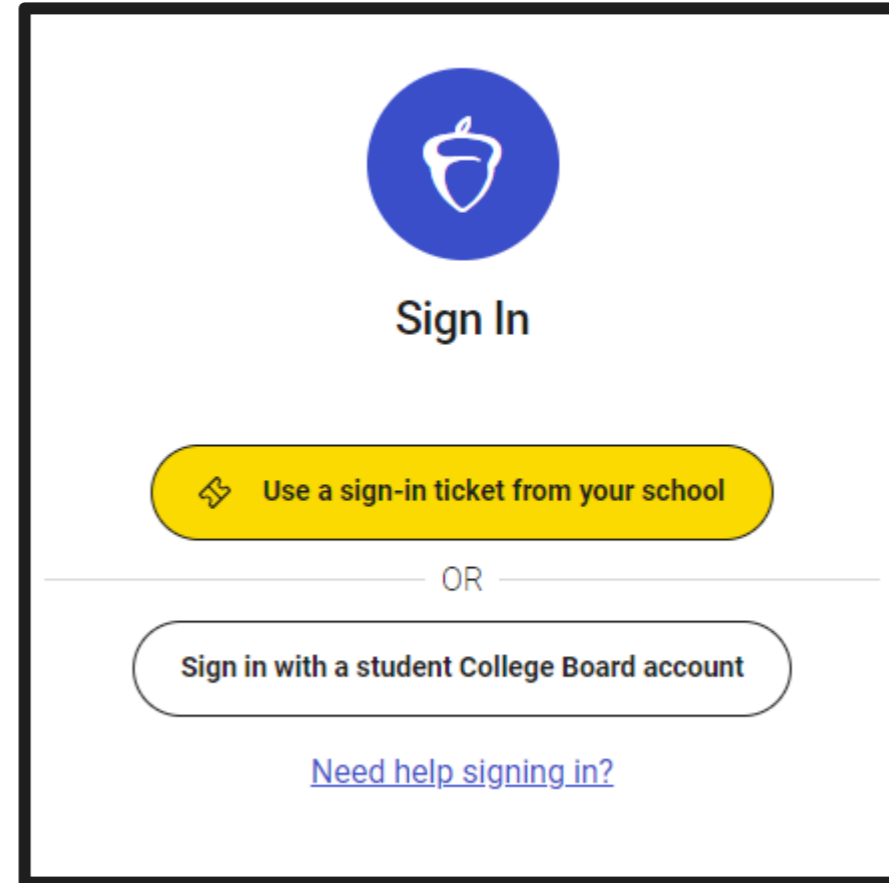 Sign In
Use a sign-in ticket from your school
OR
Sign in with a student College Board account
Need help signing in?